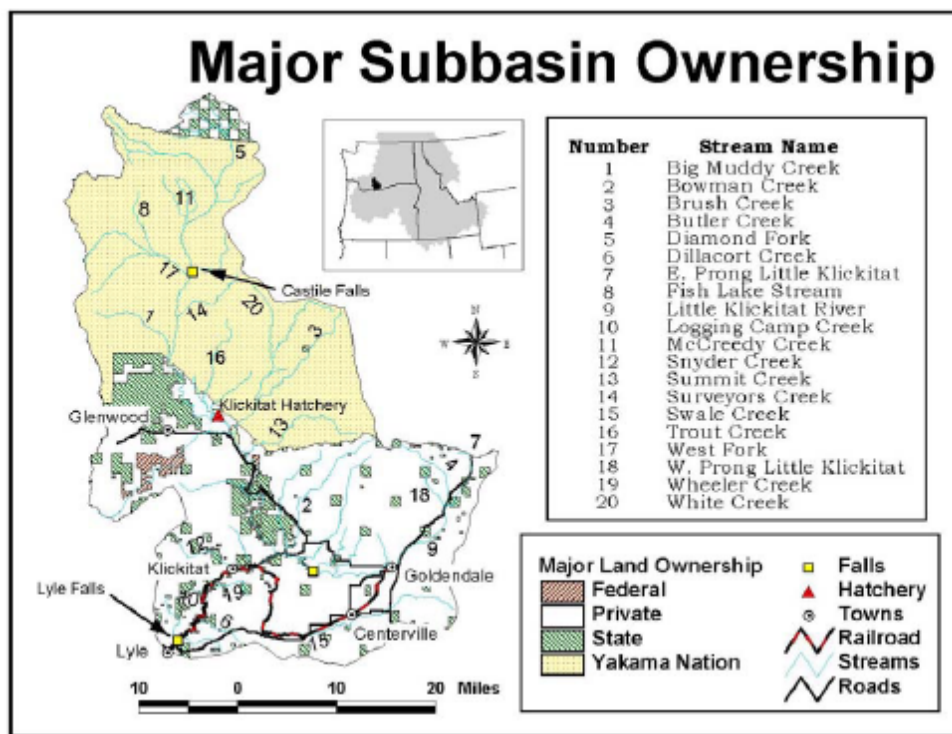 Major Subbasin Ownership
Number Stream Name
1 Big Muddy Creek
2 Bowman Creek
3 Brush Creek
4 Butler Creek
5 Diamond Fork
6 Dillacort Creek
7 E. Prong Little Klickitat
8 Fish Lake Stream
9 Little Klickitat River
10 Logging Camp Creek
11 McCreedy Creek
12 Snyder Creek
13 Summit Creek
14 Surveyors Creek
15 Swale Creek
16 Trout Creek
17 West Fork
18 W. Prong Little Klickitat
19 Wheeler Creek
20 White Creek
5
8
11
17
Castile Falls
20
14
1
3
16
N
W
E
S
Klickitat Hatchery
Glenwood
13
7
4
18
2
9
12
Klickitat
Goldendale
Lyle Falls
10
19
6
Centerville
15
Lyle
10 0 10 20 Miles
Major Land Ownership
Federal
Private
State
Yakama Nation
Falls
Hatchery
Towns
Railroad
Streams
Roads